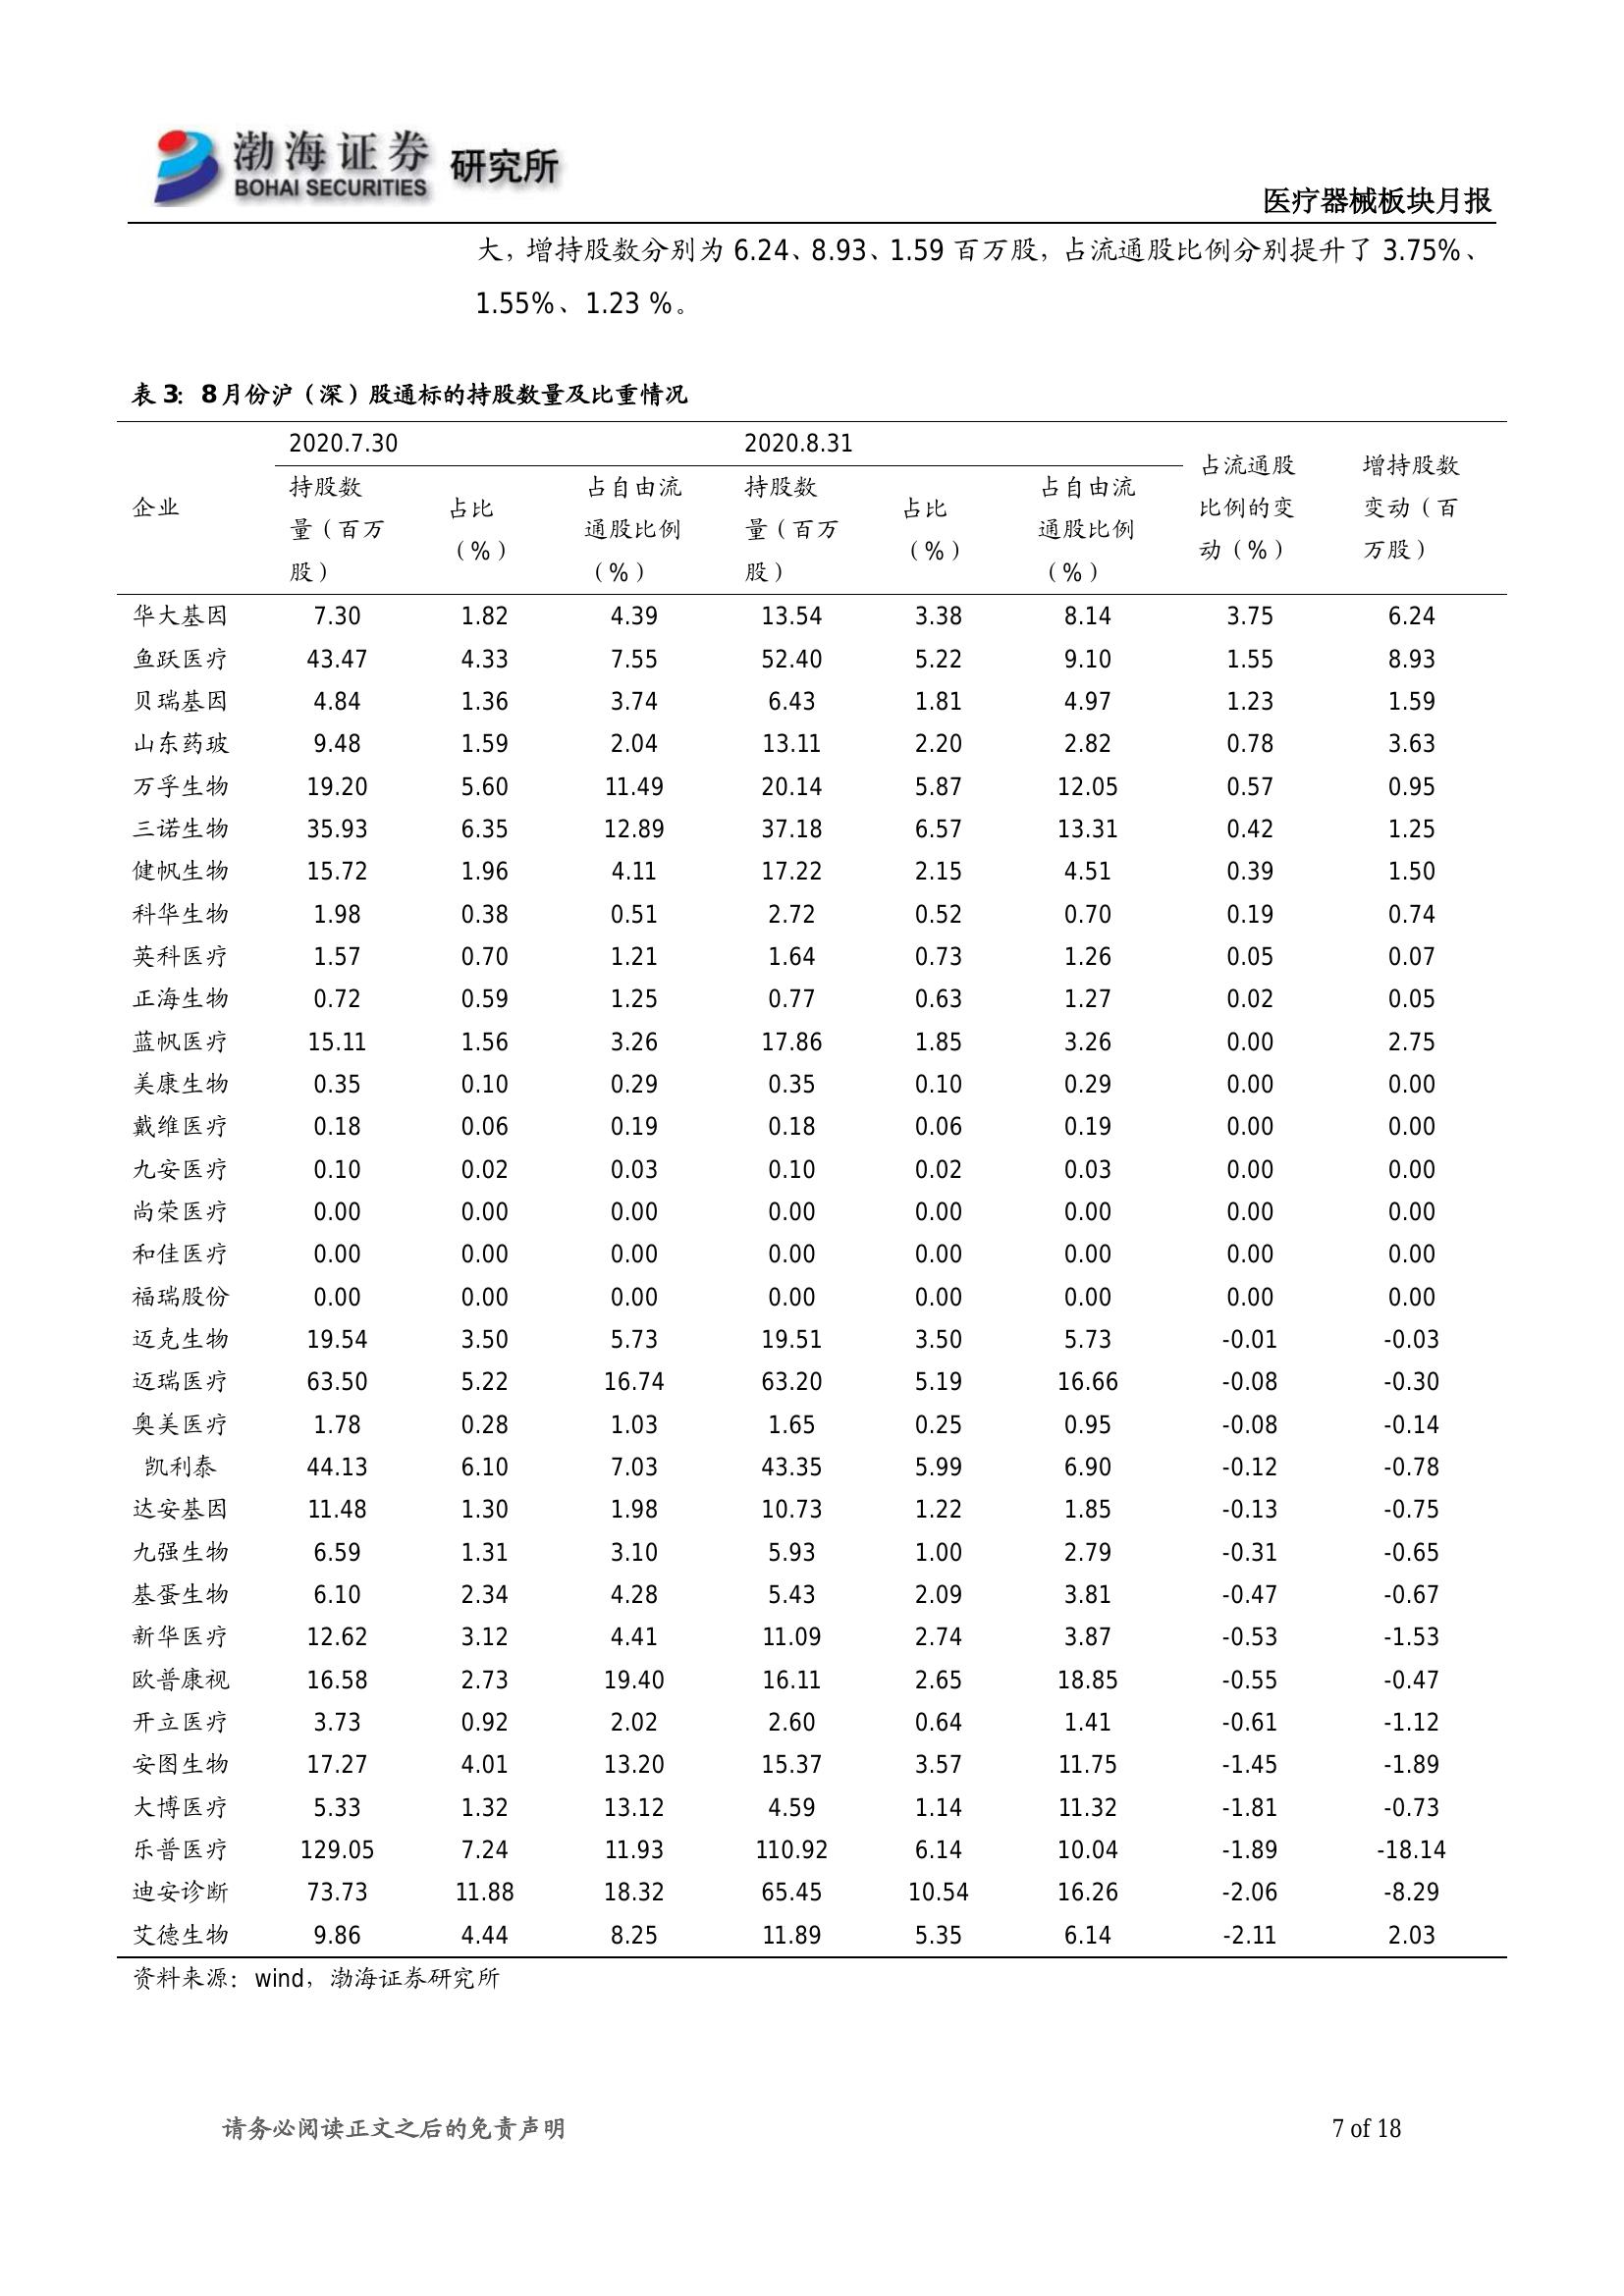 渤海证券 研究所
BOHAI SECURITIES
医疗器械板块月报
大，增持股数分别为 6.24、8.93、1.59 百万股，占流通股比例分别提升了 3.75%、
1.55%、1.23 %。
表 3：8 月份沪（深）股通标的持股数量及比重情况
2020.7.30 2020.8.31
企业 持股数量（百万股） 占比（%） 占自由流通股比例（%） 持股数量（百万股） 占比（%） 占自由流通股比例（%） 占流通股比例的变动（%） 增持股数变动（百万股）
华大基因 7.30 1.82 4.39 13.54 3.38 8.14 3.75 6.24
鱼跃医疗 43.47 4.33 7.55 52.40 5.22 9.10 1.55 8.93
贝瑞基因 4.84 1.36 3.74 6.43 1.81 4.97 1.23 1.59
山东药玻 9.48 1.59 2.04 13.11 2.20 2.82 0.78 3.63
万孚生物 19.20 5.60 11.49 20.14 5.87 12.05 0.57 0.95
三诺生物 35.93 6.35 12.89 37.18 6.57 13.31 0.42 1.25
健帆生物 15.72 1.96 4.11 17.22 2.15 4.51 0.39 1.50
科华生物 1.98 0.38 0.51 2.72 0.52 0.70 0.19 0.74
英科医疗 1.57 0.70 1.21 1.64 0.73 1.26 0.05 0.07
正海生物 0.72 0.59 1.25 0.77 0.63 1.27 0.02 0.05
蓝帆医疗 15.11 1.56 3.26 17.86 1.85 3.26 0.00 2.75
美康生物 0.35 0.10 0.29 0.35 0.10 0.29 0.00 0.00
戴维医疗 0.18 0.06 0.19 0.18 0.06 0.19 0.00 0.00
九安医疗 0.10 0.02 0.03 0.10 0.02 0.03 0.00 0.00
尚荣医疗 0.00 0.00 0.00 0.00 0.00 0.00 0.00 0.00
和佳医疗 0.00 0.00 0.00 0.00 0.00 0.00 0.00 0.00
福瑞股份 0.00 0.00 0.00 0.00 0.00 0.00 0.00 0.00
迈克生物 19.54 3.50 5.73 19.51 3.50 5.73 -0.01 -0.03
迈瑞医疗 63.50 5.22 16.74 63.20 5.19 16.66 -0.08 -0.30
奥美医疗 1.78 0.28 1.03 1.65 0.25 0.95 -0.08 -0.14
凯利泰 44.13 6.10 7.03 43.35 5.99 6.90 -0.12 -0.78
达安基因 11.48 1.30 1.98 10.73 1.22 1.85 -0.13 -0.75
九强生物 6.59 1.31 3.10 5.93 1.00 2.79 -0.31 -0.65
基蛋生物 6.10 2.34 4.28 5.43 2.09 3.81 -0.47 -0.67
新华医疗 12.62 3.12 4.41 11.09 2.74 3.87 -0.53 -1.53
欧普康视 16.58 2.73 19.40 16.11 2.65 18.85 -0.55 -0.47
开立医疗 3.73 0.92 2.02 2.60 0.64 1.41 -0.61 -1.12
安图生物 17.27 4.01 13.20 15.37 3.57 11.75 -1.45 -1.89
大博医疗 5.33 1.32 13.12 4.59 1.14 11.32 -1.81 -0.73
乐普医疗 129.05 7.24 11.93 110.92 6.14 10.04 -1.89 -18.14
迪安诊断 73.73 11.88 18.32 65.45 10.54 16.26 -2.06 -8.29
艾德生物 9.86 4.44 8.25 11.89 5.35 6.14 -2.11 2.03
资料来源：wind，渤海证券研究所
请务必阅读正文之后的免责声明 7 of 18